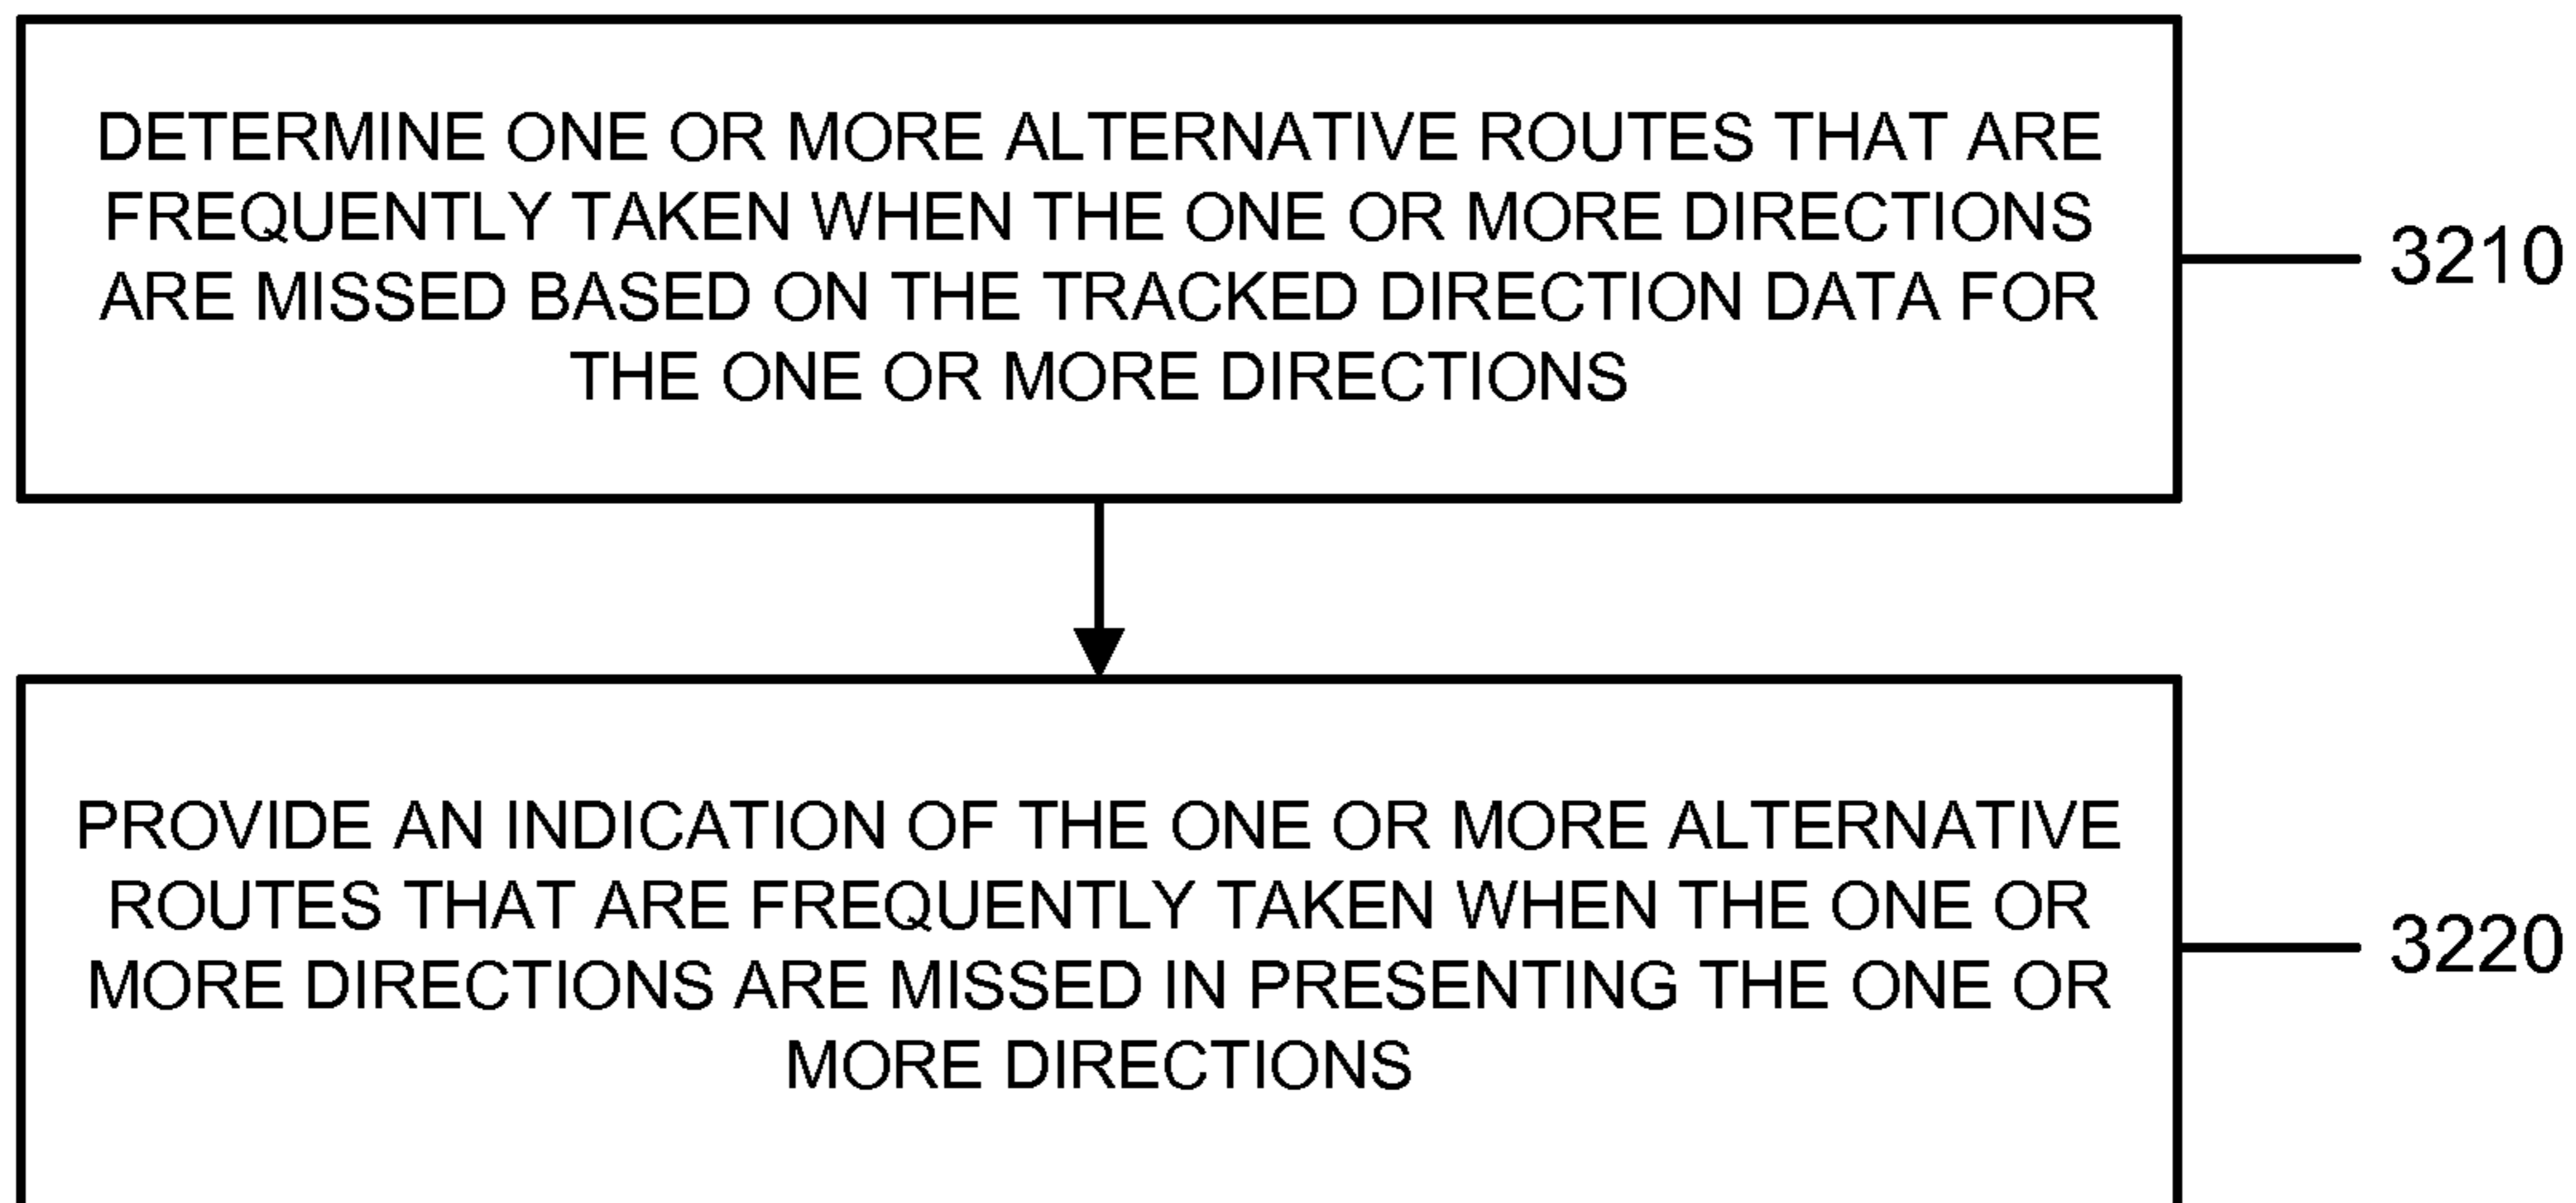 DETERMINE ONE OR MORE ALTERNATIVE ROUTES THAT ARE
FREQUENTLY TAKEN WHEN THE ONE OR MORE DIRECTIONS
ARE MISSED BASED ON THE TRACKED DIRECTION DATA FOR
THE ONE OR MORE DIRECTIONS
3210
PROVIDE AN INDICATION OF THE ONE OR MORE ALTERNATIVE
ROUTES THAT ARE FREQUENTLY TAKEN WHEN THE ONE OR
MORE DIRECTIONS ARE MISSED IN PRESENTING THE ONE OR
MORE DIRECTIONS
3220